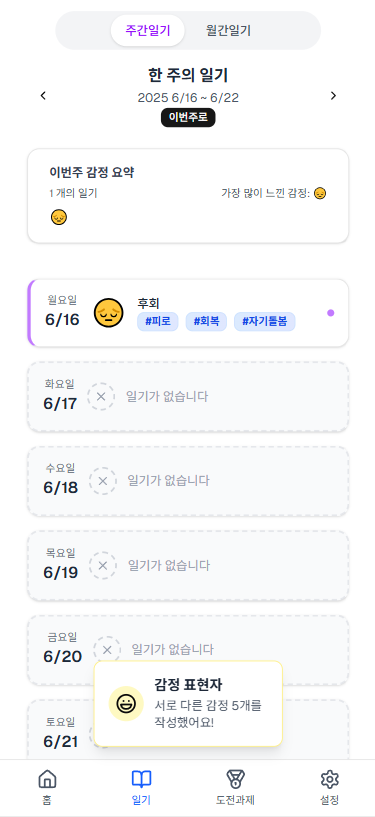 주간일기
월간일기
한 주의 일기
2025 6/16 ~ 6/22
이번주로
이번주 감정 요약
1 개의 일기
가장 많이 느낀 감정:
월요일
6/16
후회
#피로 #회복 #자기돌봄
화요일
6/17
일기가 없습니다
수요일
6/18
일기가 없습니다
목요일
6/19
일기가 없습니다
금요일
6/20
일기가 없습니다
감정 표현자
서로 다른 감정 5개를
작성했어요!
토요일
6/21
홈
일기
도전과제
설정